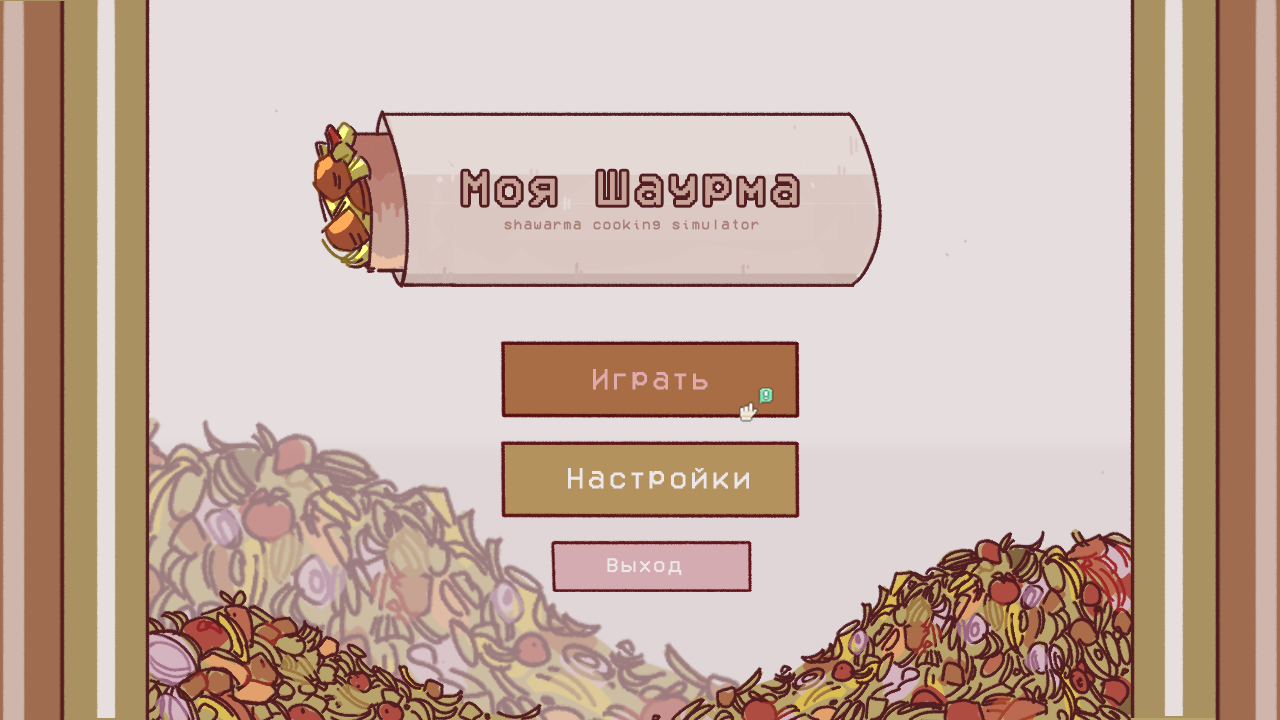 Моя Шаурма
shawarma cooking simulator
Играть
Настройки
Выход